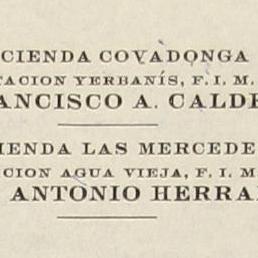 CIENDA COVADONGA
TACION YERBANÍS, F. I. M.
ANCISCO A. CALDE
IENDA LAS MERCEDE
CION AGUA VIEJA, F. I. M
ANTONIO HERRA